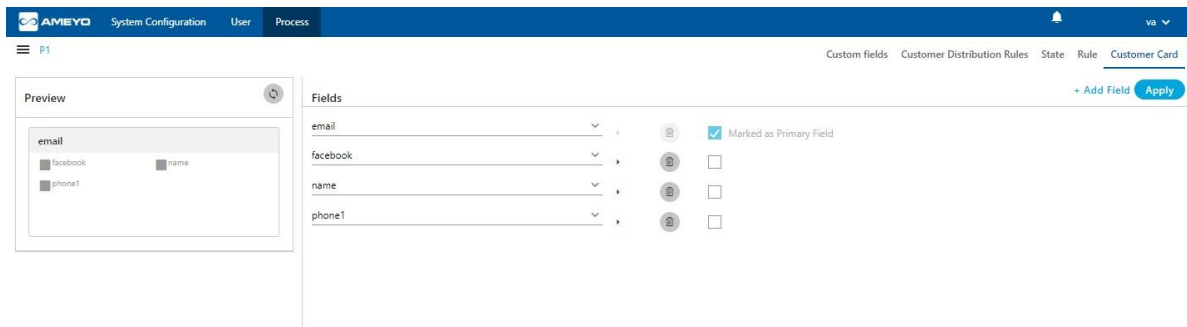 AMEYO System Configuration User Process va
P1
Custom fields Customer Distribution Rules State Rule Customer Card
Preview
Fields
+ Add Field Apply
email
facebook name
phone1
email Marked as Primary Field
facebook
name
phone1